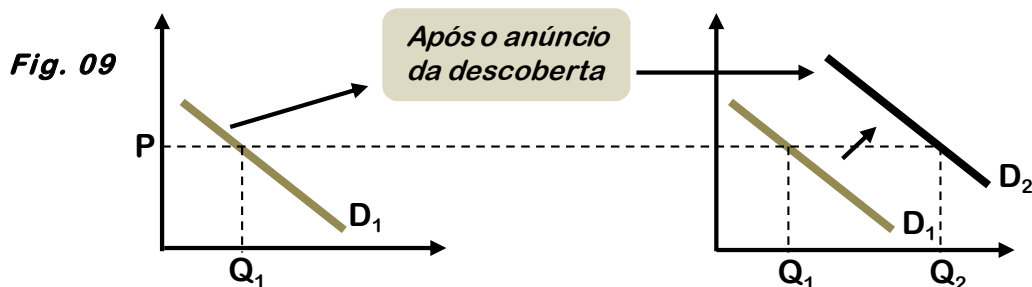 Fig. 09
Após o anúncio
da descoberta
P
D₁
Q₁
D₁
D₂
Q₁
Q₂